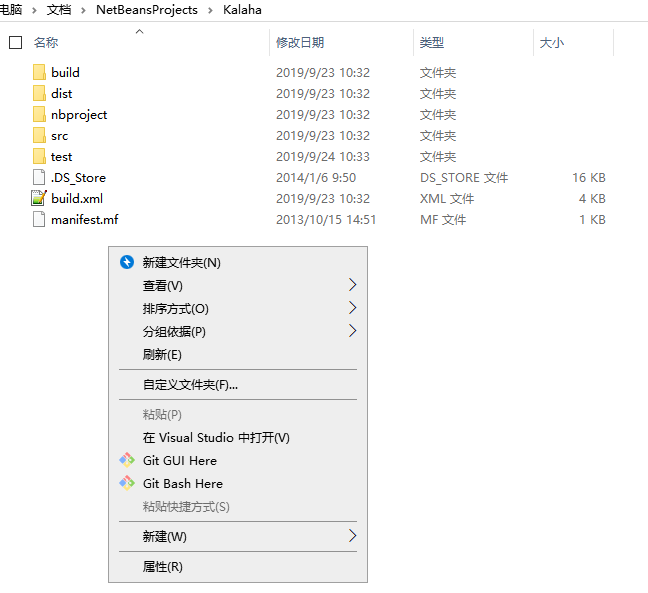 电脑 > 文档 > NetBeansProjects > Kalaha
名称 修改日期 类型 大小
build 2019/9/23 10:32 文件夹
dist 2019/9/23 10:32 文件夹
nbproject 2019/9/23 10:32 文件夹
src 2019/9/23 10:32 文件夹
test 2019/9/24 10:33 文件夹
.DS_Store 2014/1/6 9:50 DS_STORE 文件 16 KB
build.xml 2019/9/23 10:32 XML 文件 4 KB
manifest.mf 2013/10/15 14:51 MF 文件 1 KB
新建文件夹(N)
查看(V)
排序方式(O)
分组依据(P)
刷新(E)
自定义文件夹(F)...
粘贴(P)
在 Visual Studio 中打开(V)
Git GUI Here
Git Bash Here
粘贴快捷方式(S)
新建(W)
属性(R)